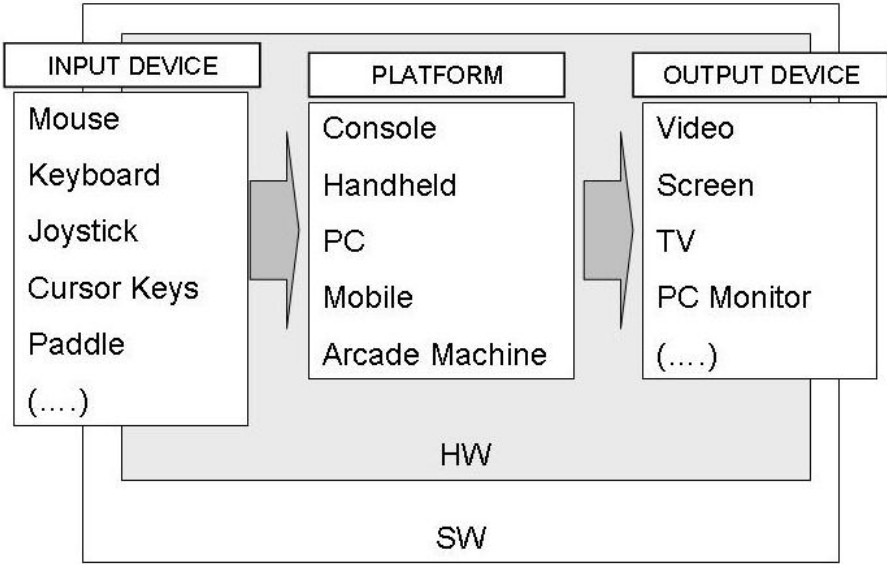 INPUT DEVICE
Mouse
Keyboard
Joystick
Cursor Keys
Paddle
(....)
PLATFORM
Console
Handheld
PC
Mobile
Arcade Machine
OUTPUT DEVICE
Video
Screen
TV
PC Monitor
(....)
HW
SW